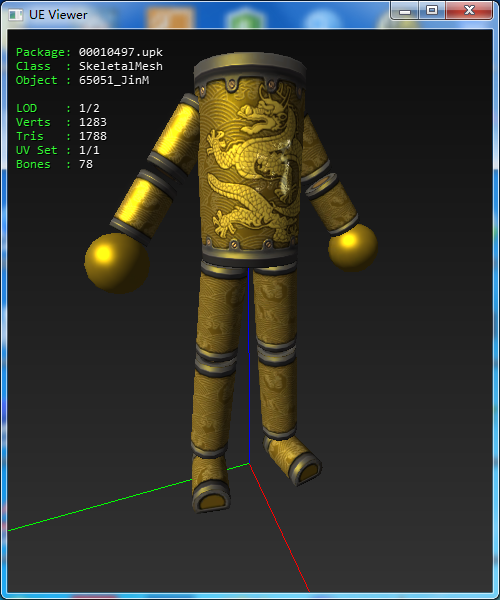 UE Viewer
Package: 00010497.upk
Class : SkeletalMesh
Object : 65051_JinM
LOD : 1/2
Verts : 1283
Tris : 1788
UV Set : 1/1
Bones : 78